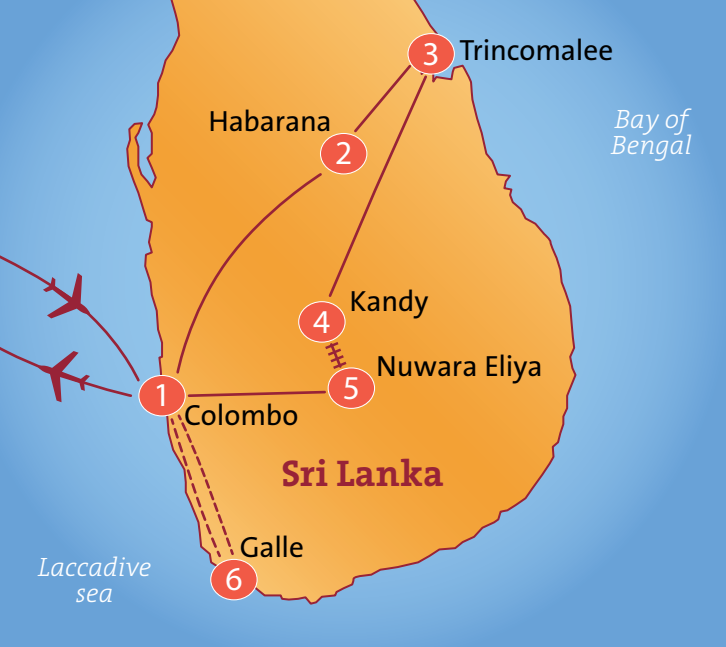 3 Trincomalee
Habarana
2
Bay of
Bengal
Kandy
4
Nuwara Eliya
5
1
Colombo
Sri Lanka
Galle
6
Laccadive
sea